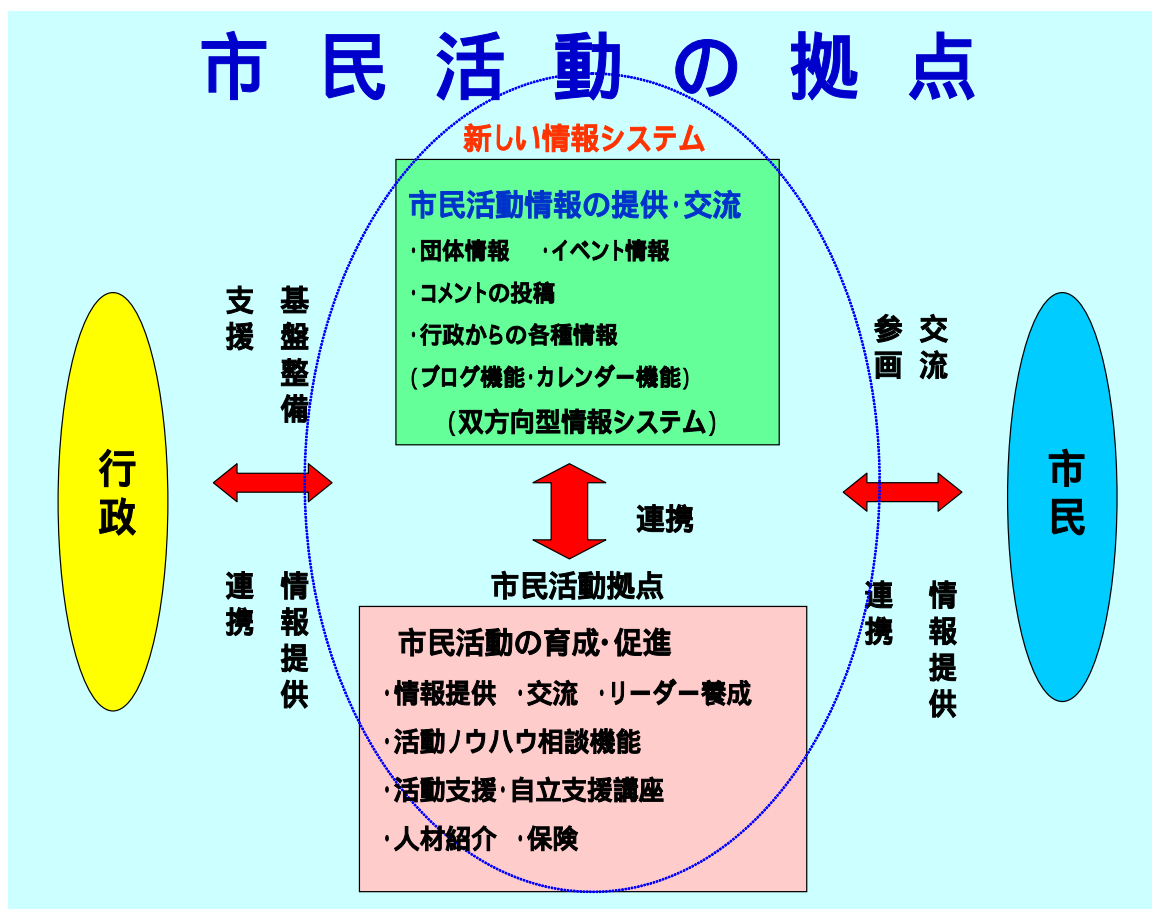 市民活動の拠点
新しい情報システム
市民活動情報の提供・交流
・団体情報　・イベント情報
・コメントの投稿
・行政からの各種情報
(ブログ機能・カレンダー機能)
(双方向型情報システム)
支援
基盤整備
行政
連携
情報提供
連携
参画
交流
市民
連携
情報提供
市民活動拠点
市民活動の育成・促進
・情報提供　・交流　・リーダー養成
・活動ノウハウ相談機能
・活動支援・自立支援講座
・人材紹介　・保険